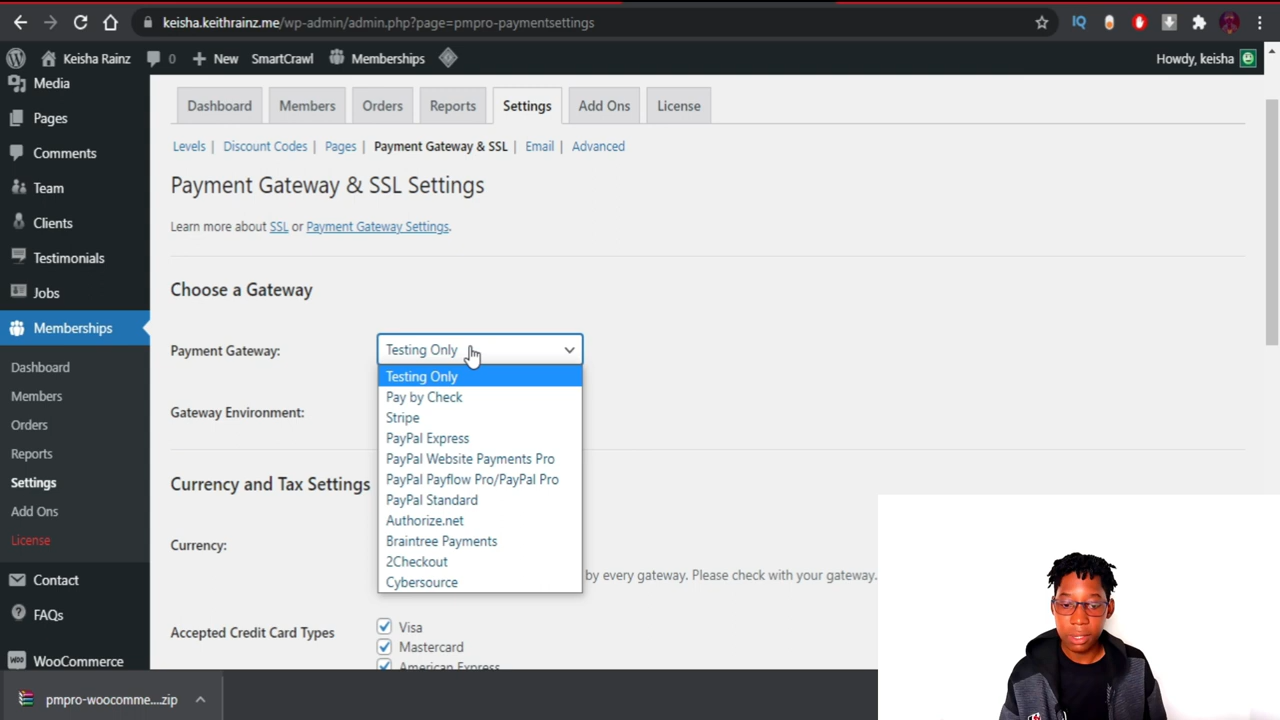 keisha.keithrainz.me/wp-admin/admin.php?page=pmpro-paymentsettings
IQ
Keisha Rainz
0
New
SmartCrawl
Memberships
Howdy, keisha
Media
Pages
Comments
Team
Clients
Testimonials
Jobs
Memberships
Dashboard
Members
Orders
Reports
Settings
Add Ons
License
Contact
FAQs
WOO
WooCommerce
Dashboard
Members
Orders
Reports
Settings
Add Ons
License
Levels | Discount Codes | Pages | Payment Gateway & SSL | Email | Advanced
Payment Gateway & SSL Settings
Learn more about SSL or Payment Gateway Settings.
Choose a Gateway
Payment Gateway:
Testing Only
Testing Only
Pay by Check
Stripe
PayPal Express
PayPal Website Payments Pro
PayPal Payflow Pro/PayPal Pro
PayPal Standard
Authorize.net
Braintree Payments
2Checkout
Cybersource
Gateway Environment:
Currency and Tax Settings
Currency:
by every gateway. Please check with your gateway.
Accepted Credit Card Types
Visa
Mastercard
American Express
pmpro-woocomme....zip